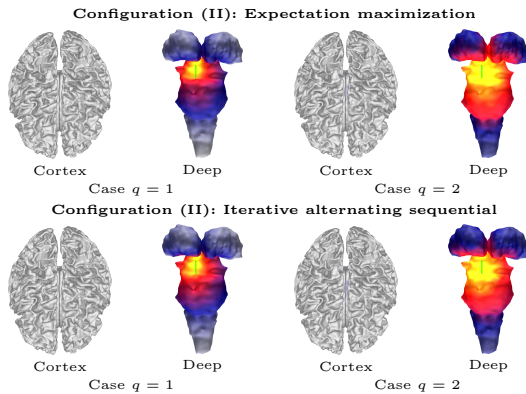 Configuration (II): Expectation maximization
Cortex Deep Cortex Deep
Case q = 1 Case q = 2
Configuration (II): Iterative alternating sequential
Cortex Deep Cortex Deep
Case q = 1 Case q = 2